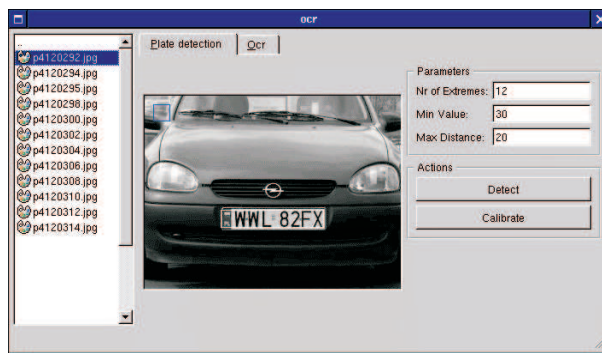 ocr
..
p4120292.jpg
p4120294.jpg
p4120295.jpg
p4120298.jpg
p4120300.jpg
p4120302.jpg
p4120304.jpg
p4120306.jpg
p4120308.jpg
p4120310.jpg
p4120312.jpg
p4120314.jpg
Plate detection
Ocr
WWL 82FX
Parameters
Nr of Extremes: 12
Min Value: 30
Max Distance: 20
Actions
Detect
Calibrate